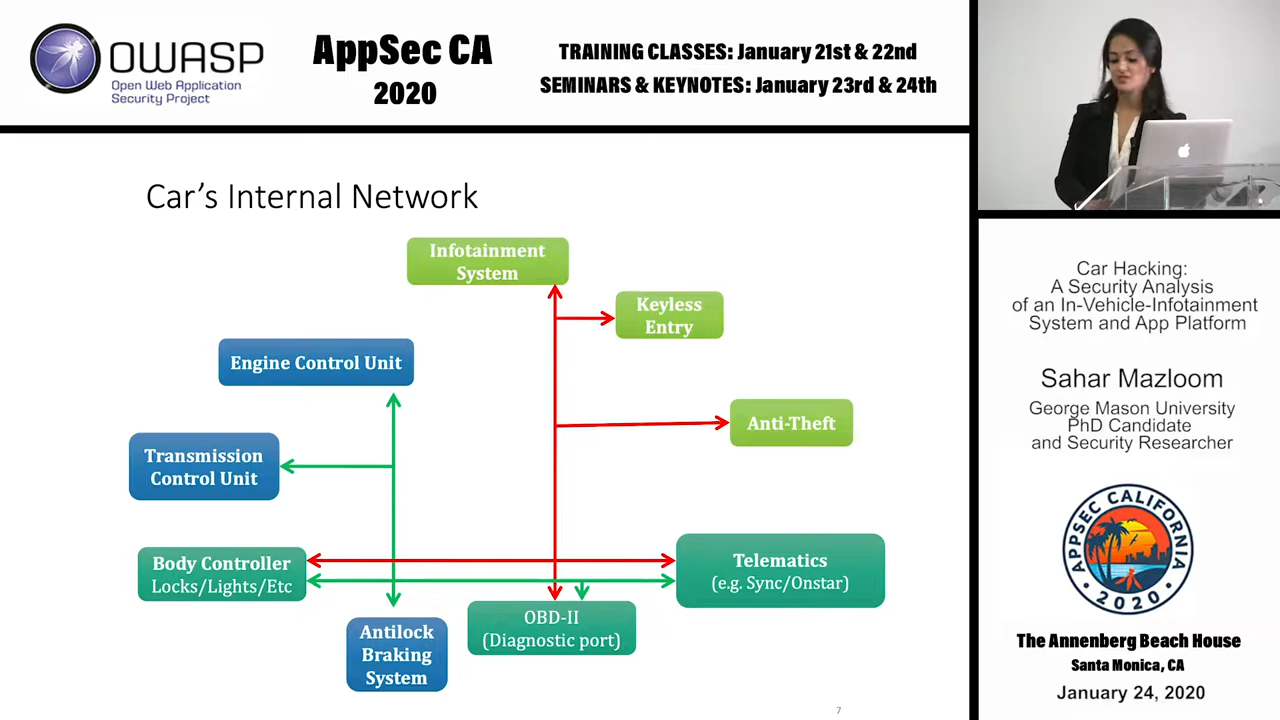 OWASP
Open Web Application
Security Project
AppSec CA
2020
TRAINING CLASSES: January 21st & 22nd
SEMINARS & KEYNOTES: January 23rd & 24th
Car’s Internal Network
Infotainment
System
Keyless
Entry
Engine Control Unit
Anti-Theft
Transmission
Control Unit
Body Controller
Locks/Lights/Etc
Telematics
(e.g. Sync/Onstar)
OBD-II
(Diagnostic port)
Antilock
Braking
System
7
Car Hacking:
A Security Analysis
of an In-Vehicle-Infotainment
System and App Platform
Sahar Mazloom
George Mason University
PhD Candidate
and Security Researcher
APPSEC CALIFORNIA
2020
The Annenberg Beach House
Santa Monica, CA
January 24, 2020